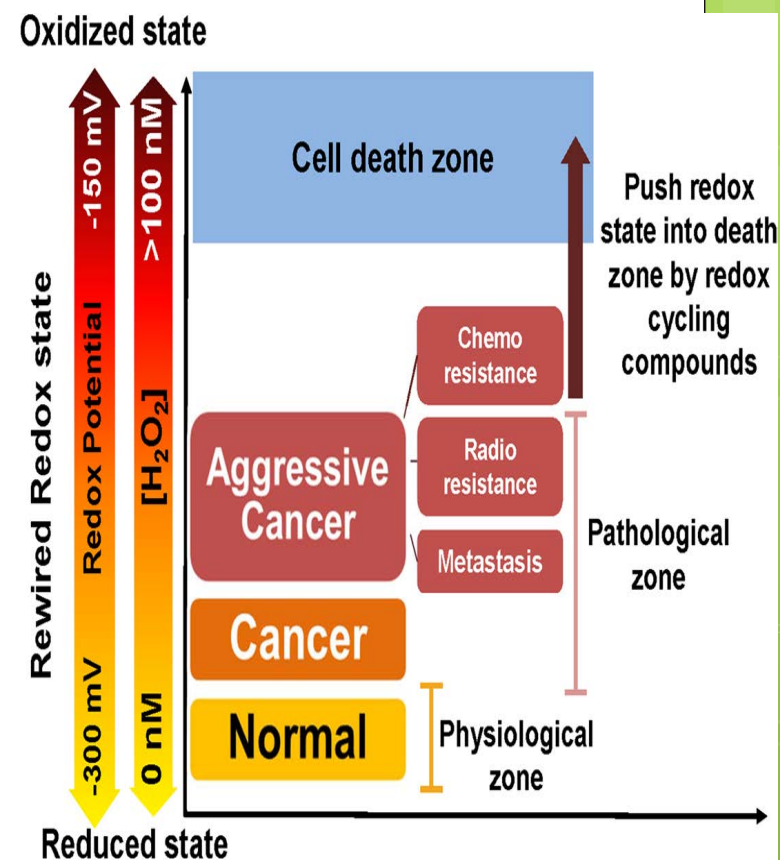 Oxidized state
Rewired Redox state
-300 mV Redox Potential -150 mV
0 nM [H₂O₂] >100 nM
Cell death zone
Push redox
state into death
zone by redox
cycling
compounds
Chemo
resistance
Aggressive
Cancer
Radio
resistance
Metastasis
Pathological
zone
Cancer
Normal
Physiological
zone
Reduced state